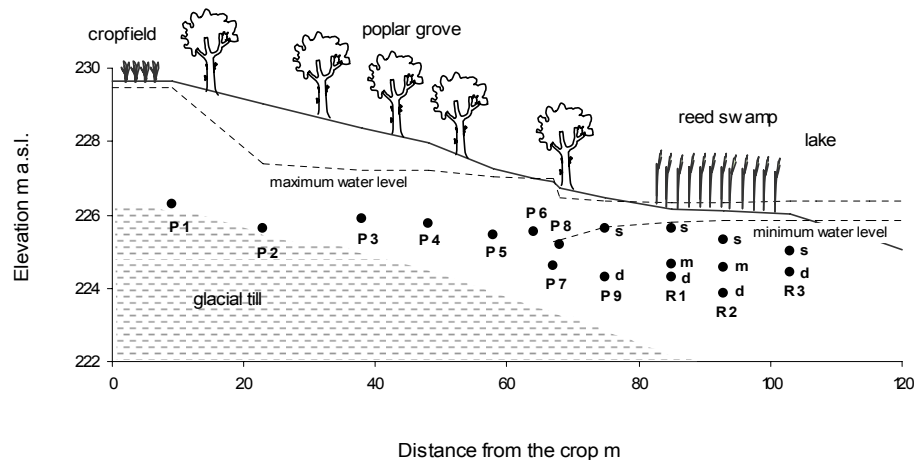 poplar grove
cropfield
230
reed swamp
228
lake
maximum water level
226
P6
P1
P2
P3
P4
P5
P8
s
s
s
s
minimum water level
m
m
d
d
d
d
P7
P9
R1
R2
R3
224
glacial till
222
0
20
40
60
80
100
120
Elevation m a.s.l.
Distance from the crop m